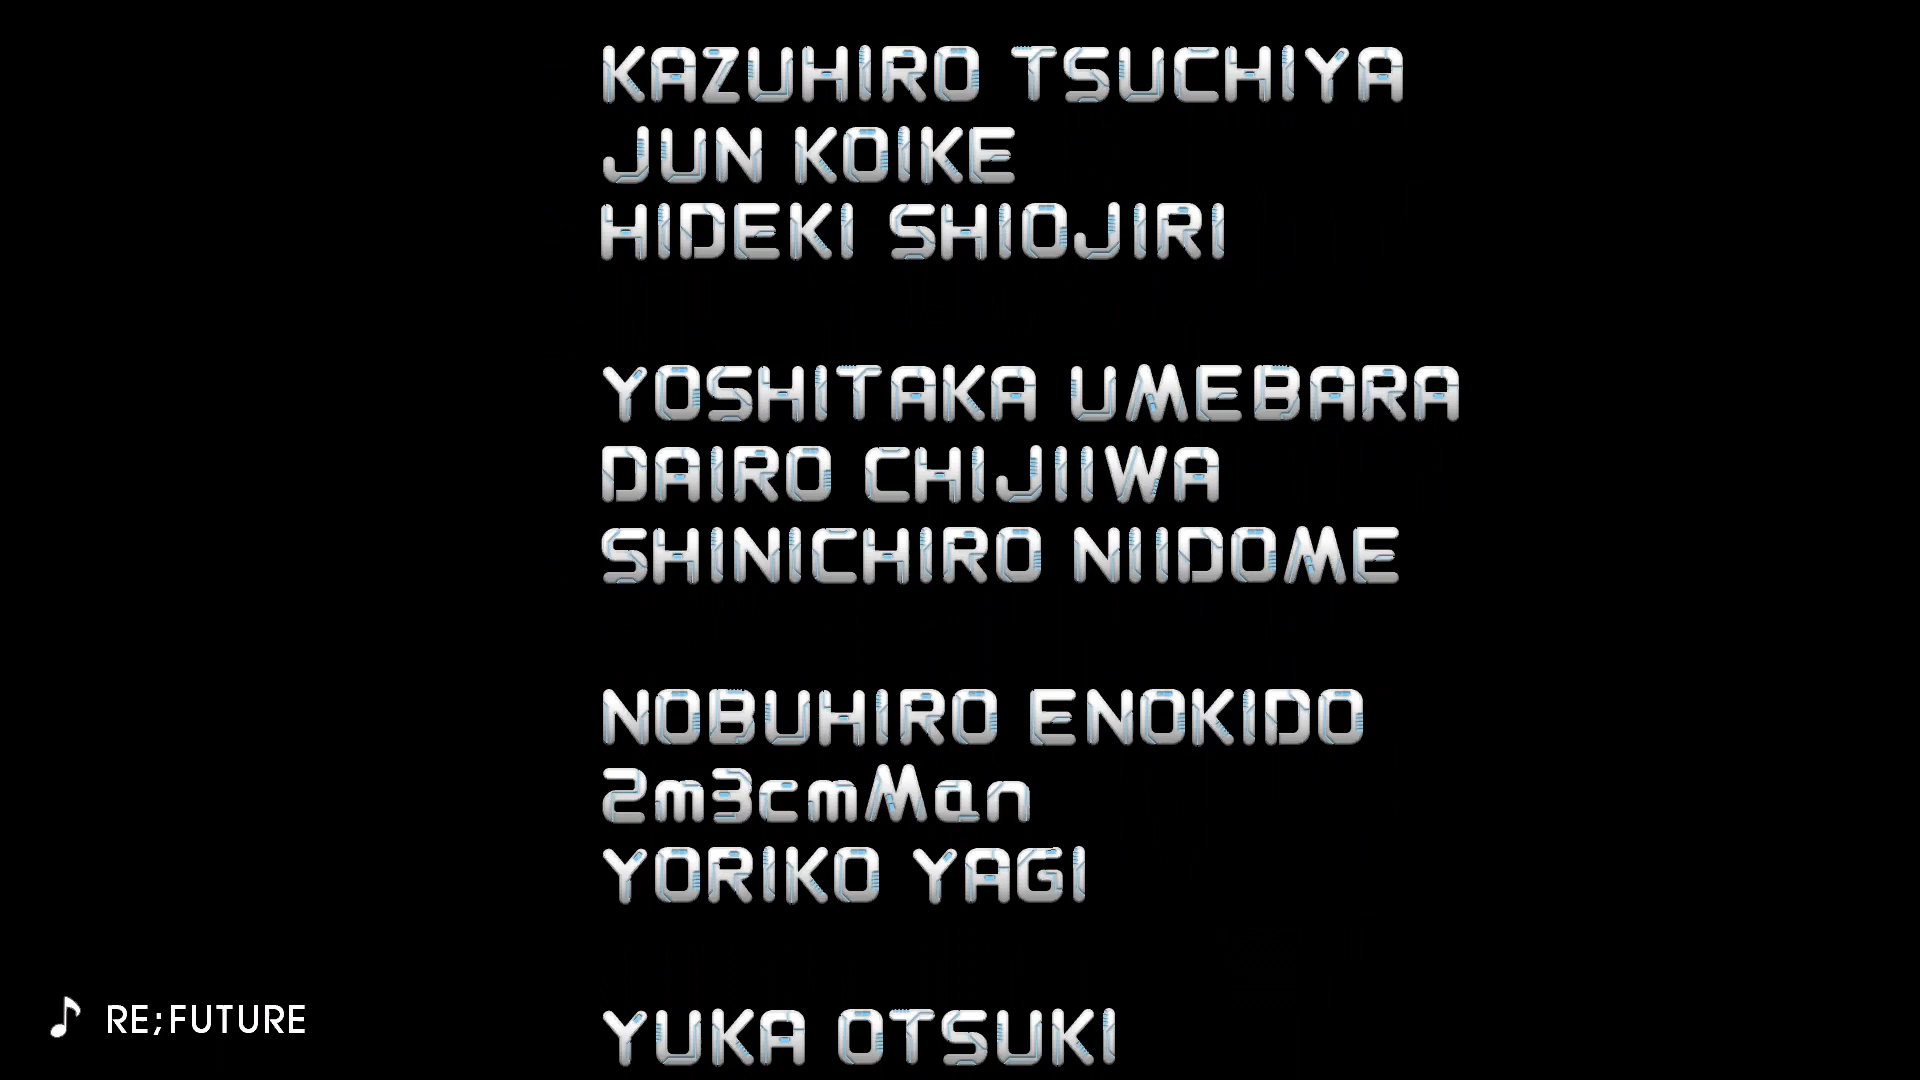 KAZUHIRO TSUCHIYA
JUN KOIKE
HIDEKI SHIOJIRI
YOSHITAKA UMEBARA
DAIRO CHIJIIWA
SHINICHIRO NIIDOME
NOBUHIRO ENOKIDO
2m3cmMan
YORIKO YAGI
YUKA OTSUKI
♪ RE;FUTURE